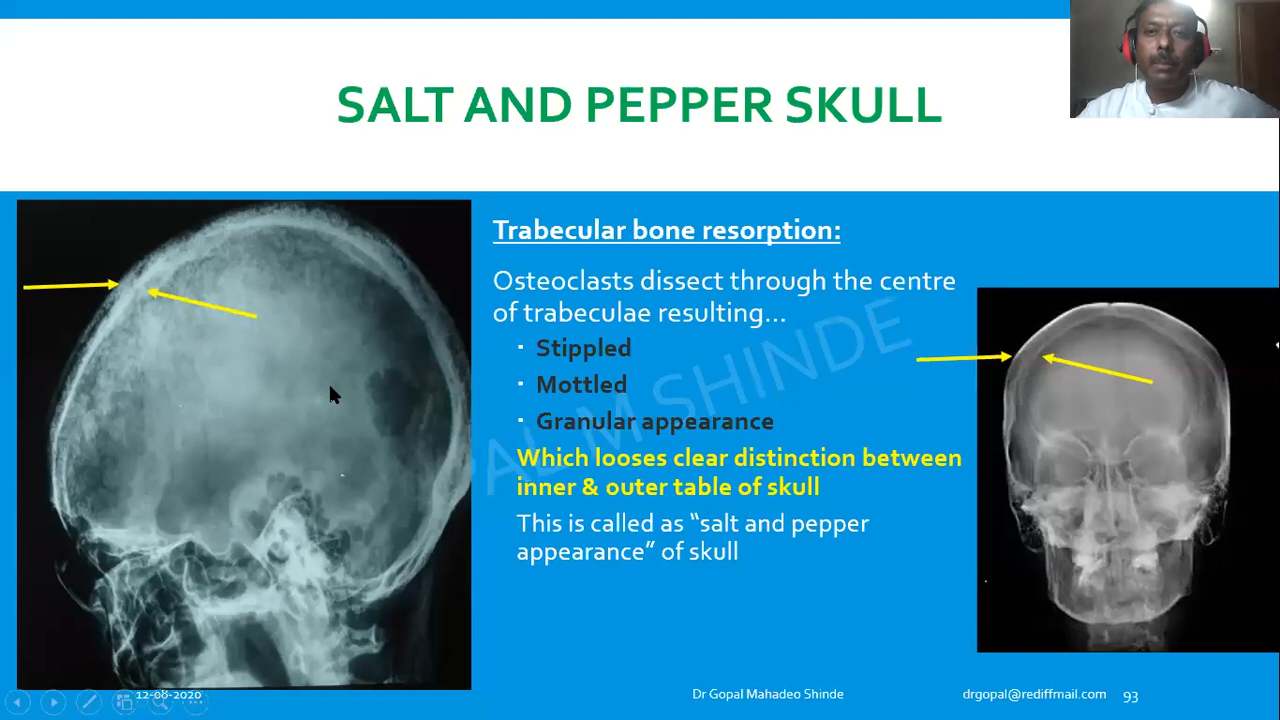 SALT AND PEPPER SKULL
Trabecular bone resorption:
Osteoclasts dissect through the centre
of trabeculae resulting...
Stippled
Mottled
Granular appearance
Which looses clear distinction between
inner & outer table of skull
This is called as “salt and pepper
appearance” of skull
PAL M SHINDE
12-08-2020
Dr Gopal Mahadeo Shinde
drgopal@rediffmail.com
93